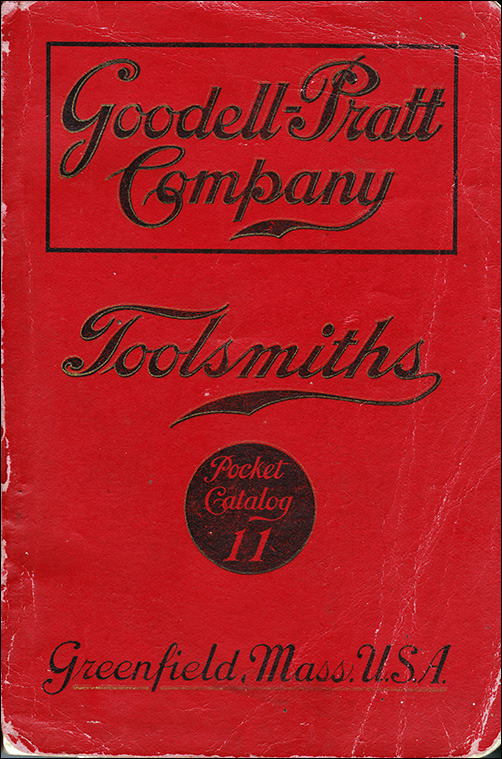 Goodell-Pratt
Company
Toolsmiths
Pocket
Catalog
11
Greenfield, Mass; U.S.A.